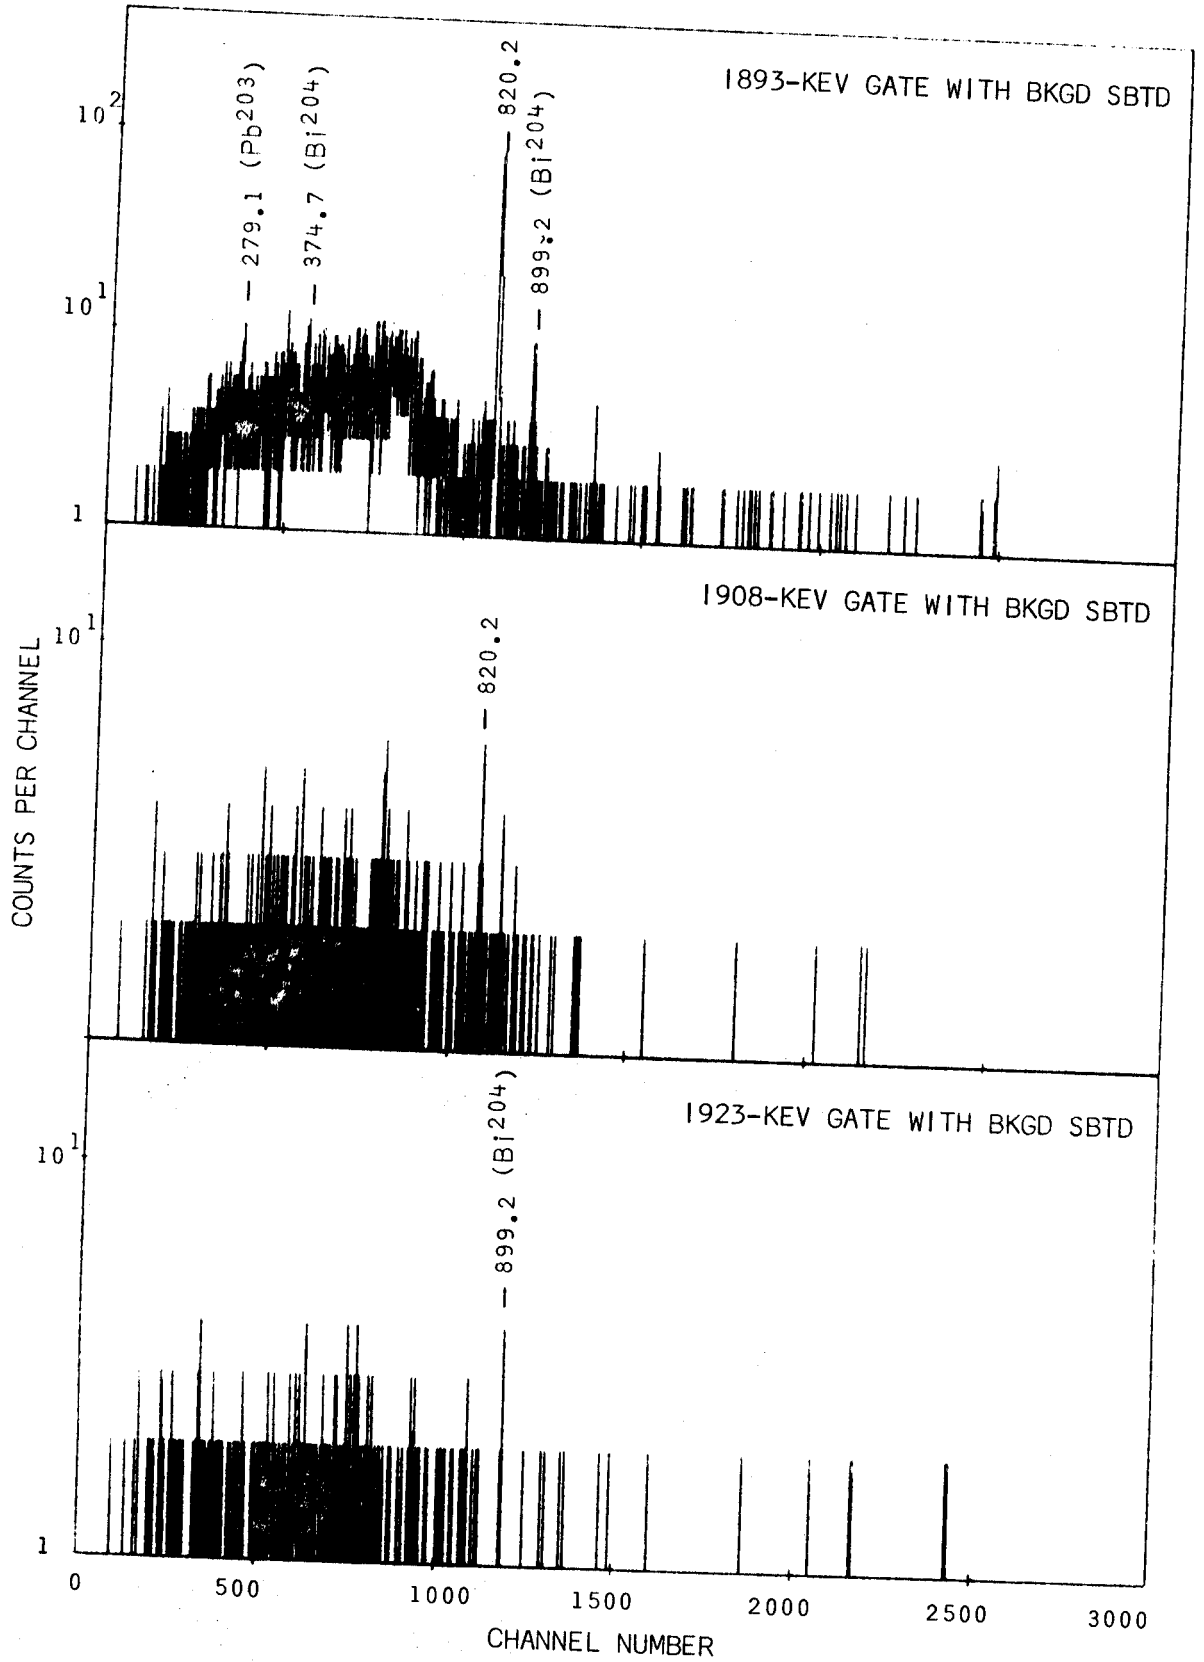 1893-KEV GATE WITH BKGD SBTD
10²
10¹
1
279.1 (Pb²⁰³)
374.7 (Bi²⁰⁴)
820.2
899.2 (Bi²⁰⁴)
1908-KEV GATE WITH BKGD SBTD
10¹
820.2
COUNTS PER CHANNEL
1923-KEV GATE WITH BKGD SBTD
10¹
1
899.2 (Bi²⁰⁴)
0 500 1000 1500 2000 2500 3000
CHANNEL NUMBER